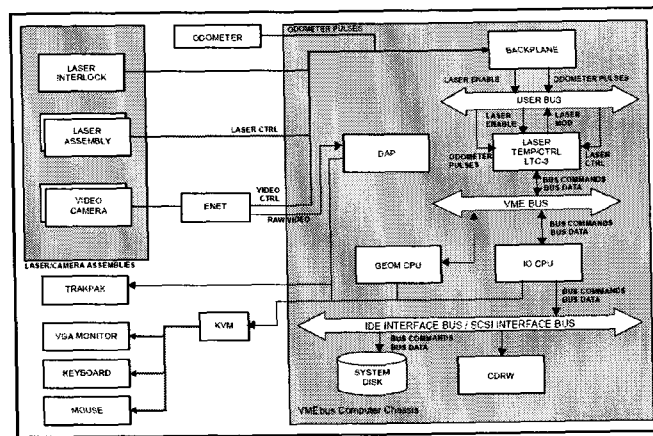 ODOMETER
ODOMETER PULSES
LASER
INTERLOCK
BACKPLANE
LASER ENABLE
ODOMETER PULSES
USER BUS
LASER
ASSEMBLY
LASER CTRL
LASER
ENABLE
LASER
MOD
DAP
LASER
TEMP/CTRL
LTC-3
ODOMETER
PULSES
LASER
CTRL
VIDEO
CAMERA
ENET
VIDEO
CTRL
RAW VIDEO
BUS COMMANDS
BUS DATA
VME BUS
BUS COMMANDS
BUS DATA
LASER/CAMERA ASSEMBLIES
GEOM CPU
IO CPU
TRAKPAK
BUS COMMANDS
BUS DATA
KVM
VGA MONITOR
IDE INTERFACE BUS / SCSI INTERFACE BUS
BUS COMMANDS
BUS DATA
KEYBOARD
SYSTEM
DISK
CDRW
MOUSE
VMEbus Computer Chassis